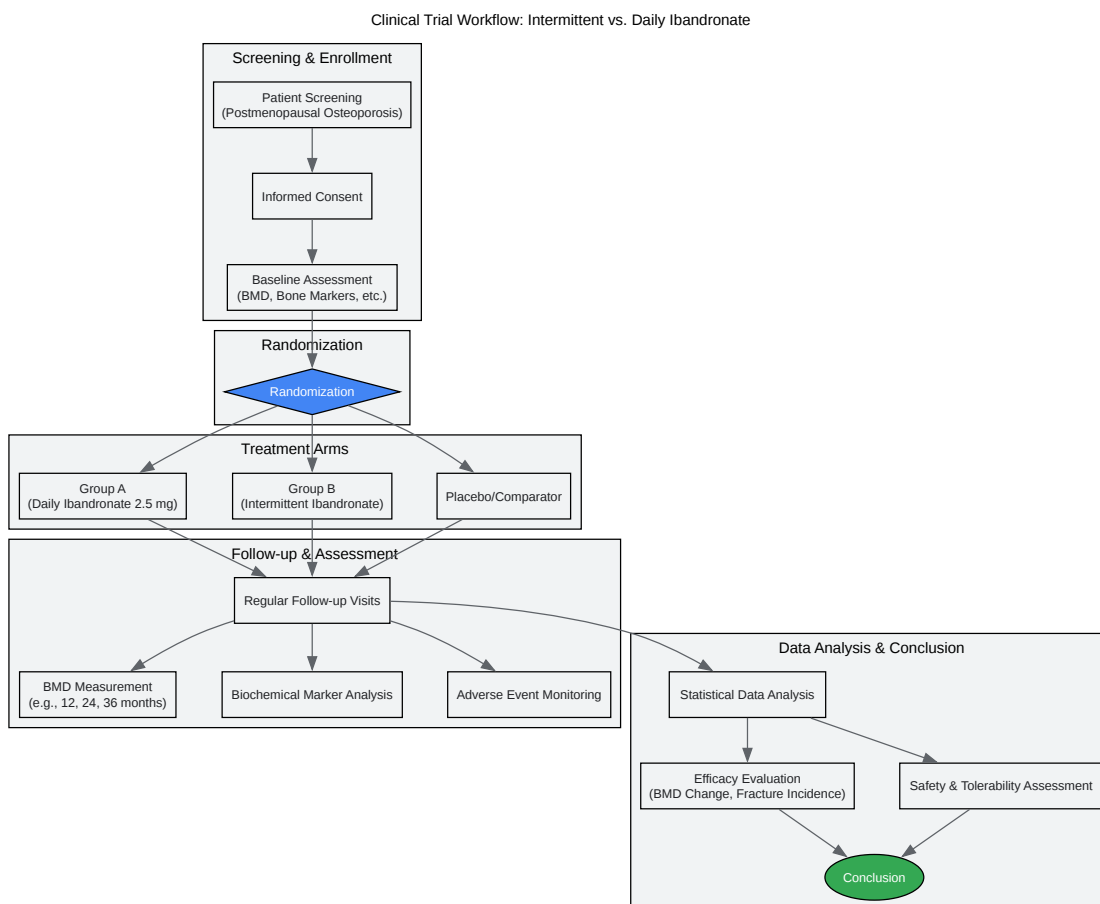 Clinical Trial Workflow: Intermittent vs. Daily Ibandronate
Screening & Enrollment
Patient Screening
(Postmenopausal Osteoporosis)
Informed Consent
Baseline Assessment
(BMD, Bone Markers, etc.)
Randomization
Randomization
Treatment Arms
Group A
(Daily Ibandronate 2.5 mg)
Group B
(Intermittent Ibandronate)
Placebo/Comparator
Follow-up & Assessment
Regular Follow-up Visits
BMD Measurement
(e.g., 12, 24, 36 months)
Biochemical Marker Analysis
Adverse Event Monitoring
Data Analysis & Conclusion
Statistical Data Analysis
Efficacy Evaluation
(BMD Change, Fracture Incidence)
Safety & Tolerability Assessment
Conclusion